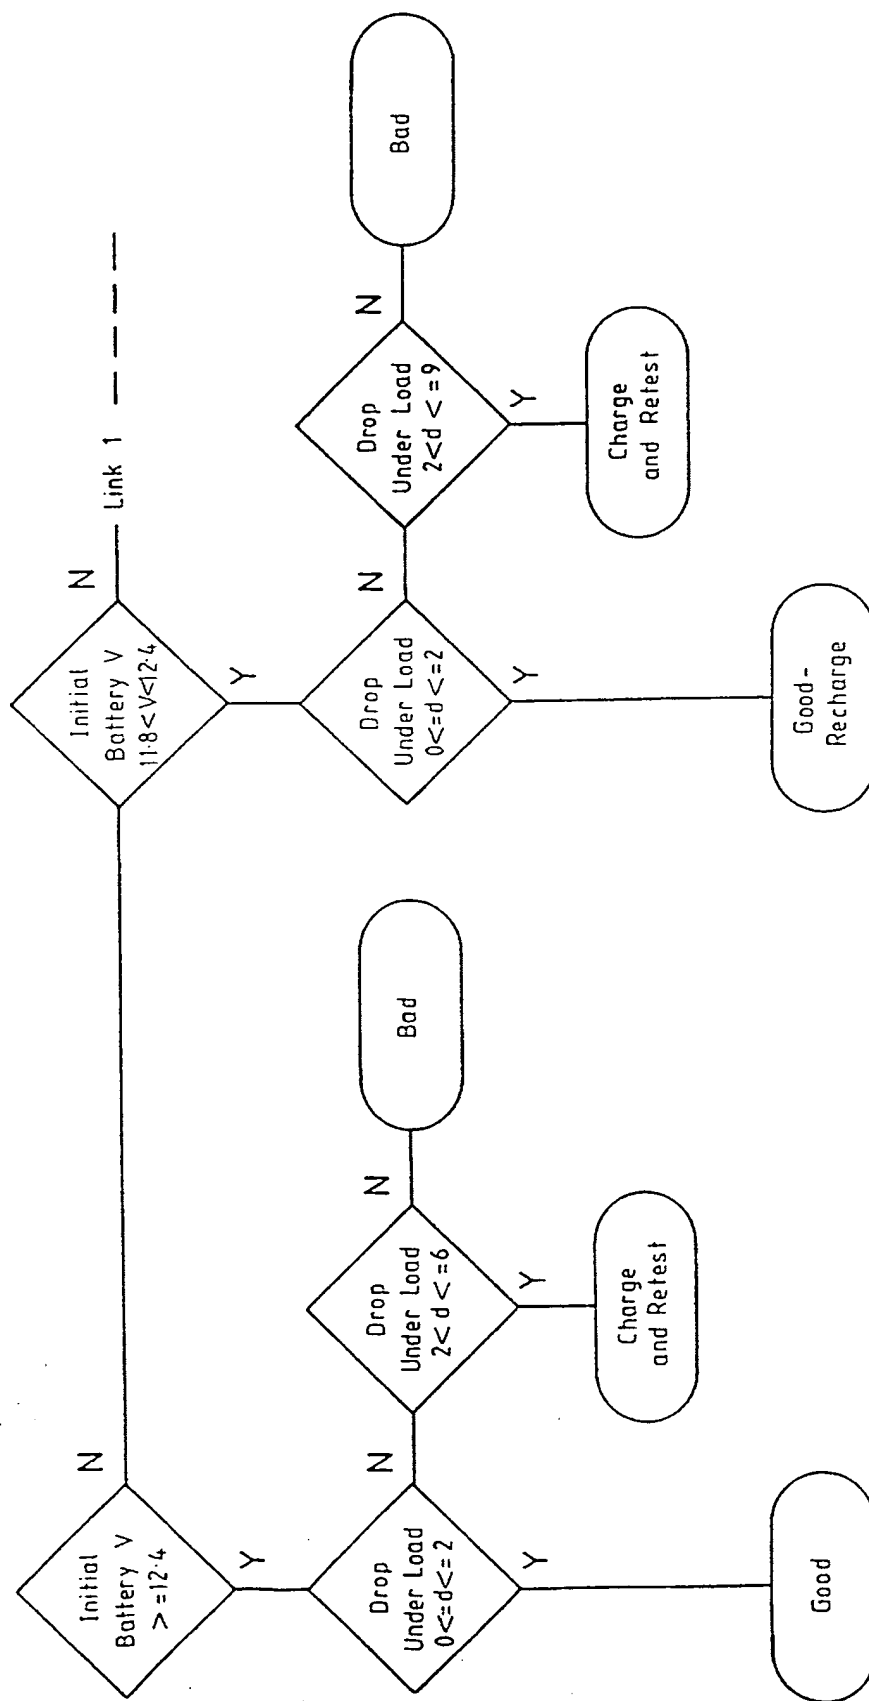 Initial
Battery V
> =12·4
N
Y
Drop
Under Load
0<=d<=2
N
Y
Good
Drop
Under Load
2< d < =6
N
Y
Charge
and Retest
Bad
Initial
Battery V
11·8<V<12·4
N
Link 1
Y
Drop
Under Load
0<=d <=2
N
Y
Good-
Recharge
Drop
Under Load
2<d < =9
N
Y
Charge
and Retest
Bad